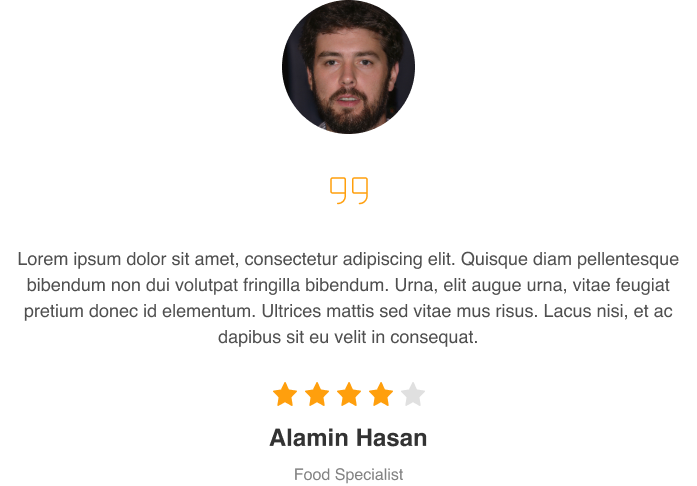 Lorem ipsum dolor sit amet, consectetur adipiscing elit. Quisque diam pellentesque
bibendum non dui volutpat fringilla bibendum. Urna, elit augue urna, vitae feugiat
pretium donec id elementum. Ultrices mattis sed vitae mus risus. Lacus nisi, et ac
dapibus sit eu velit in consequat.
Alamin Hasan
Food Specialist